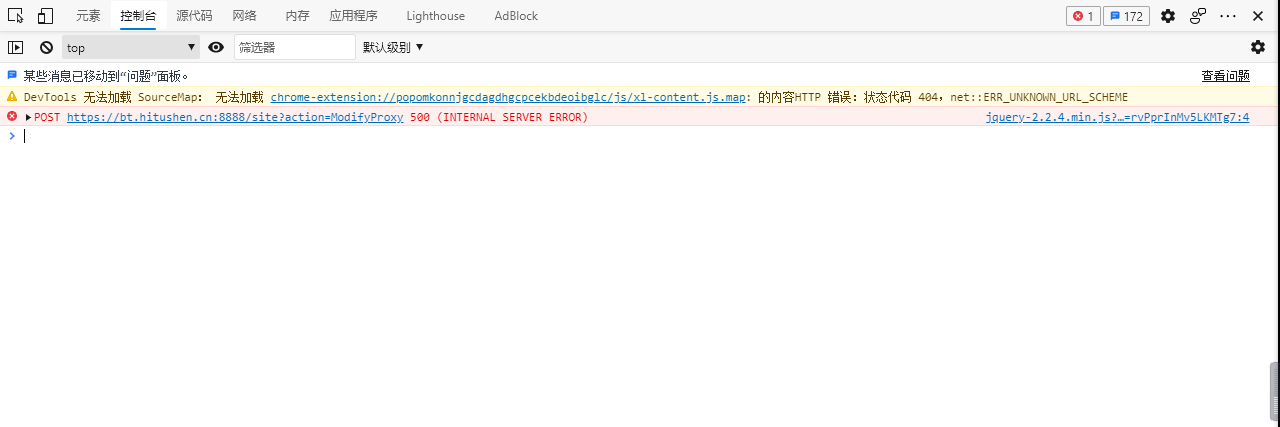 元素 控制台 源代码 网络 内存 应用程序 Lighthouse AdBlock 1 172
top 筛选器 默认级别
某些消息已移动到“问题”面板。 查看问题
DevTools 无法加载 SourceMap: 无法加载 chrome-extension://popomkonnjgcdagdhgcpcekbdeoibglc/js/xl-content.js.map: 的内容HTTP 错误: 状态代码 404, net::ERR_UNKNOWN_URL_SCHEME
POST https://bt.hitushen.cn:8888/site?action=ModifyProxy 500 (INTERNAL SERVER ERROR) jquery-2.2.4.min.js?…=rvPprInMv5LKMTg7:4